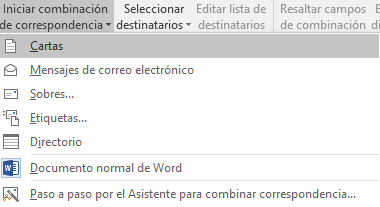 Iniciar combinación Seleccionar Editar lista de Resaltar campos
de correspondencia destinatarios destinatarios de combinación
Cartas
Mensajes de correo electrónico
Sobres...
Etiquetas...
Directorio
Documento normal de Word
Paso a paso por el Asistente para combinar correspondencia...